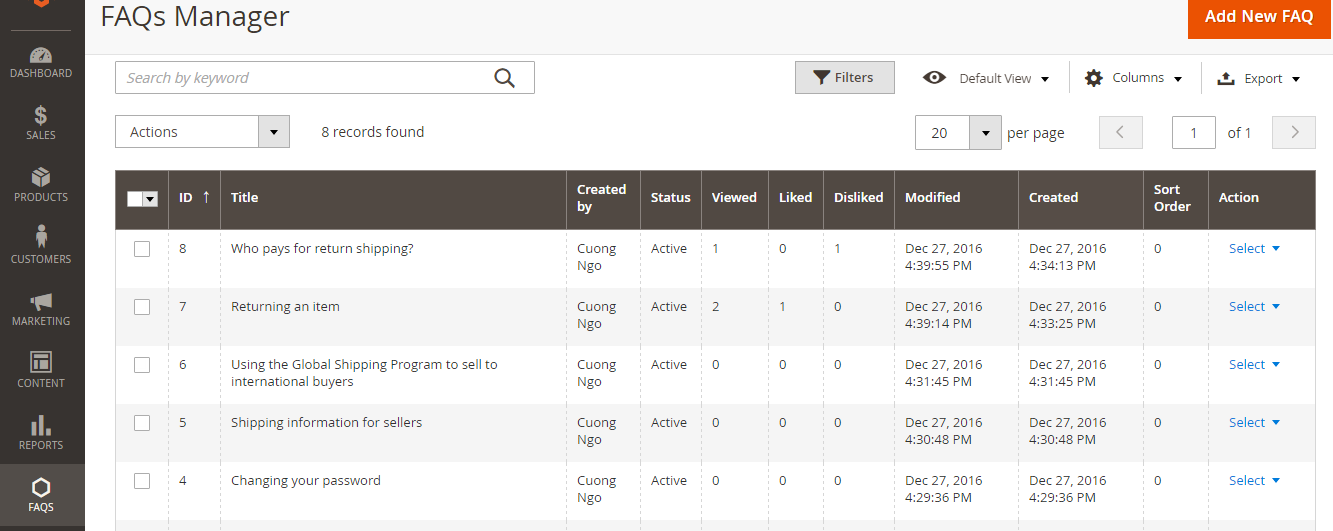 FAQs Manager
Add New FAQ
DASHBOARD
SALES
PRODUCTS
CUSTOMERS
MARKETING
CONTENT
REPORTS
FAQS
Search by keyword
Filters
Default View
Columns
Export
Actions
8 records found
20 per page
1 of 1
ID ↑ Title Created by Status Viewed Liked Disliked Modified Created Sort Order Action
8 Who pays for return shipping? Cuong Active 1 0 1 Dec 27, 2016 Dec 27, 2016 0 Select
Ngo 4:39:55 PM 4:34:13 PM
7 Returning an item Cuong Active 2 1 0 Dec 27, 2016 Dec 27, 2016 0 Select
Ngo 4:39:14 PM 4:33:25 PM
6 Using the Global Shipping Program to sell to Cuong Active 0 0 0 Dec 27, 2016 Dec 27, 2016 0 Select
international buyers Ngo 4:31:45 PM 4:31:45 PM
5 Shipping information for sellers Cuong Active 0 0 0 Dec 27, 2016 Dec 27, 2016 0 Select
Ngo 4:30:48 PM 4:30:48 PM
4 Changing your password Cuong Active 0 0 0 Dec 27, 2016 Dec 27, 2016 0 Select
Ngo 4:29:36 PM 4:29:36 PM